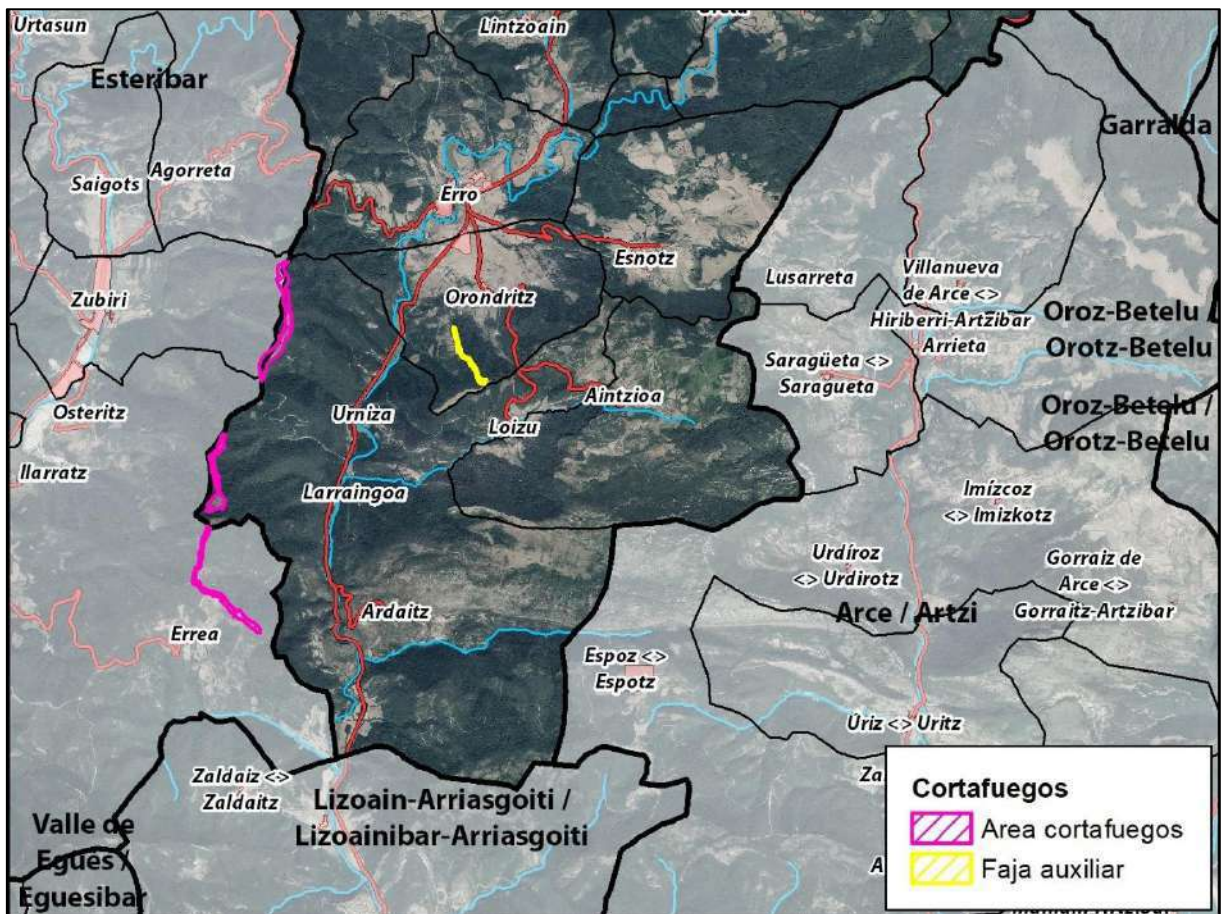 Urtasun
Lintzoain
Esteribar
Garralda
Saigots
Agorreta
Erro
Esnotz
Lusarreta
Villanueva
de Arce <>
Hiriberri-Artzibar
Arrieta
Zubiri
Orondritz
Oroz-Betelu /
Orotz-Betelu
Saragüeta <>
Saragueta
Osteritz
Urniza
Aintzioa
Loizu
Oroz-Betelu /
Orotz-Betelu
Ilarratz
Larraingoa
Imízcoz
<> Imizkotz
Urdíroz
<> Urdirotz
Gorraiz de
Arce <>
Gorraitz-Artzibar
Ardaitz
Arce / Artzi
Errea
Espoz <>
Espotz
Úriz <> Uritz
Zaldaiz <>
Zaldaitz
Lizoain-Arriasgoiti /
Lizoainibar-Arriasgoiti
Valle de
Egüés /
Eguesibar
Cortafuegos
Area cortafuegos
Faja auxiliar